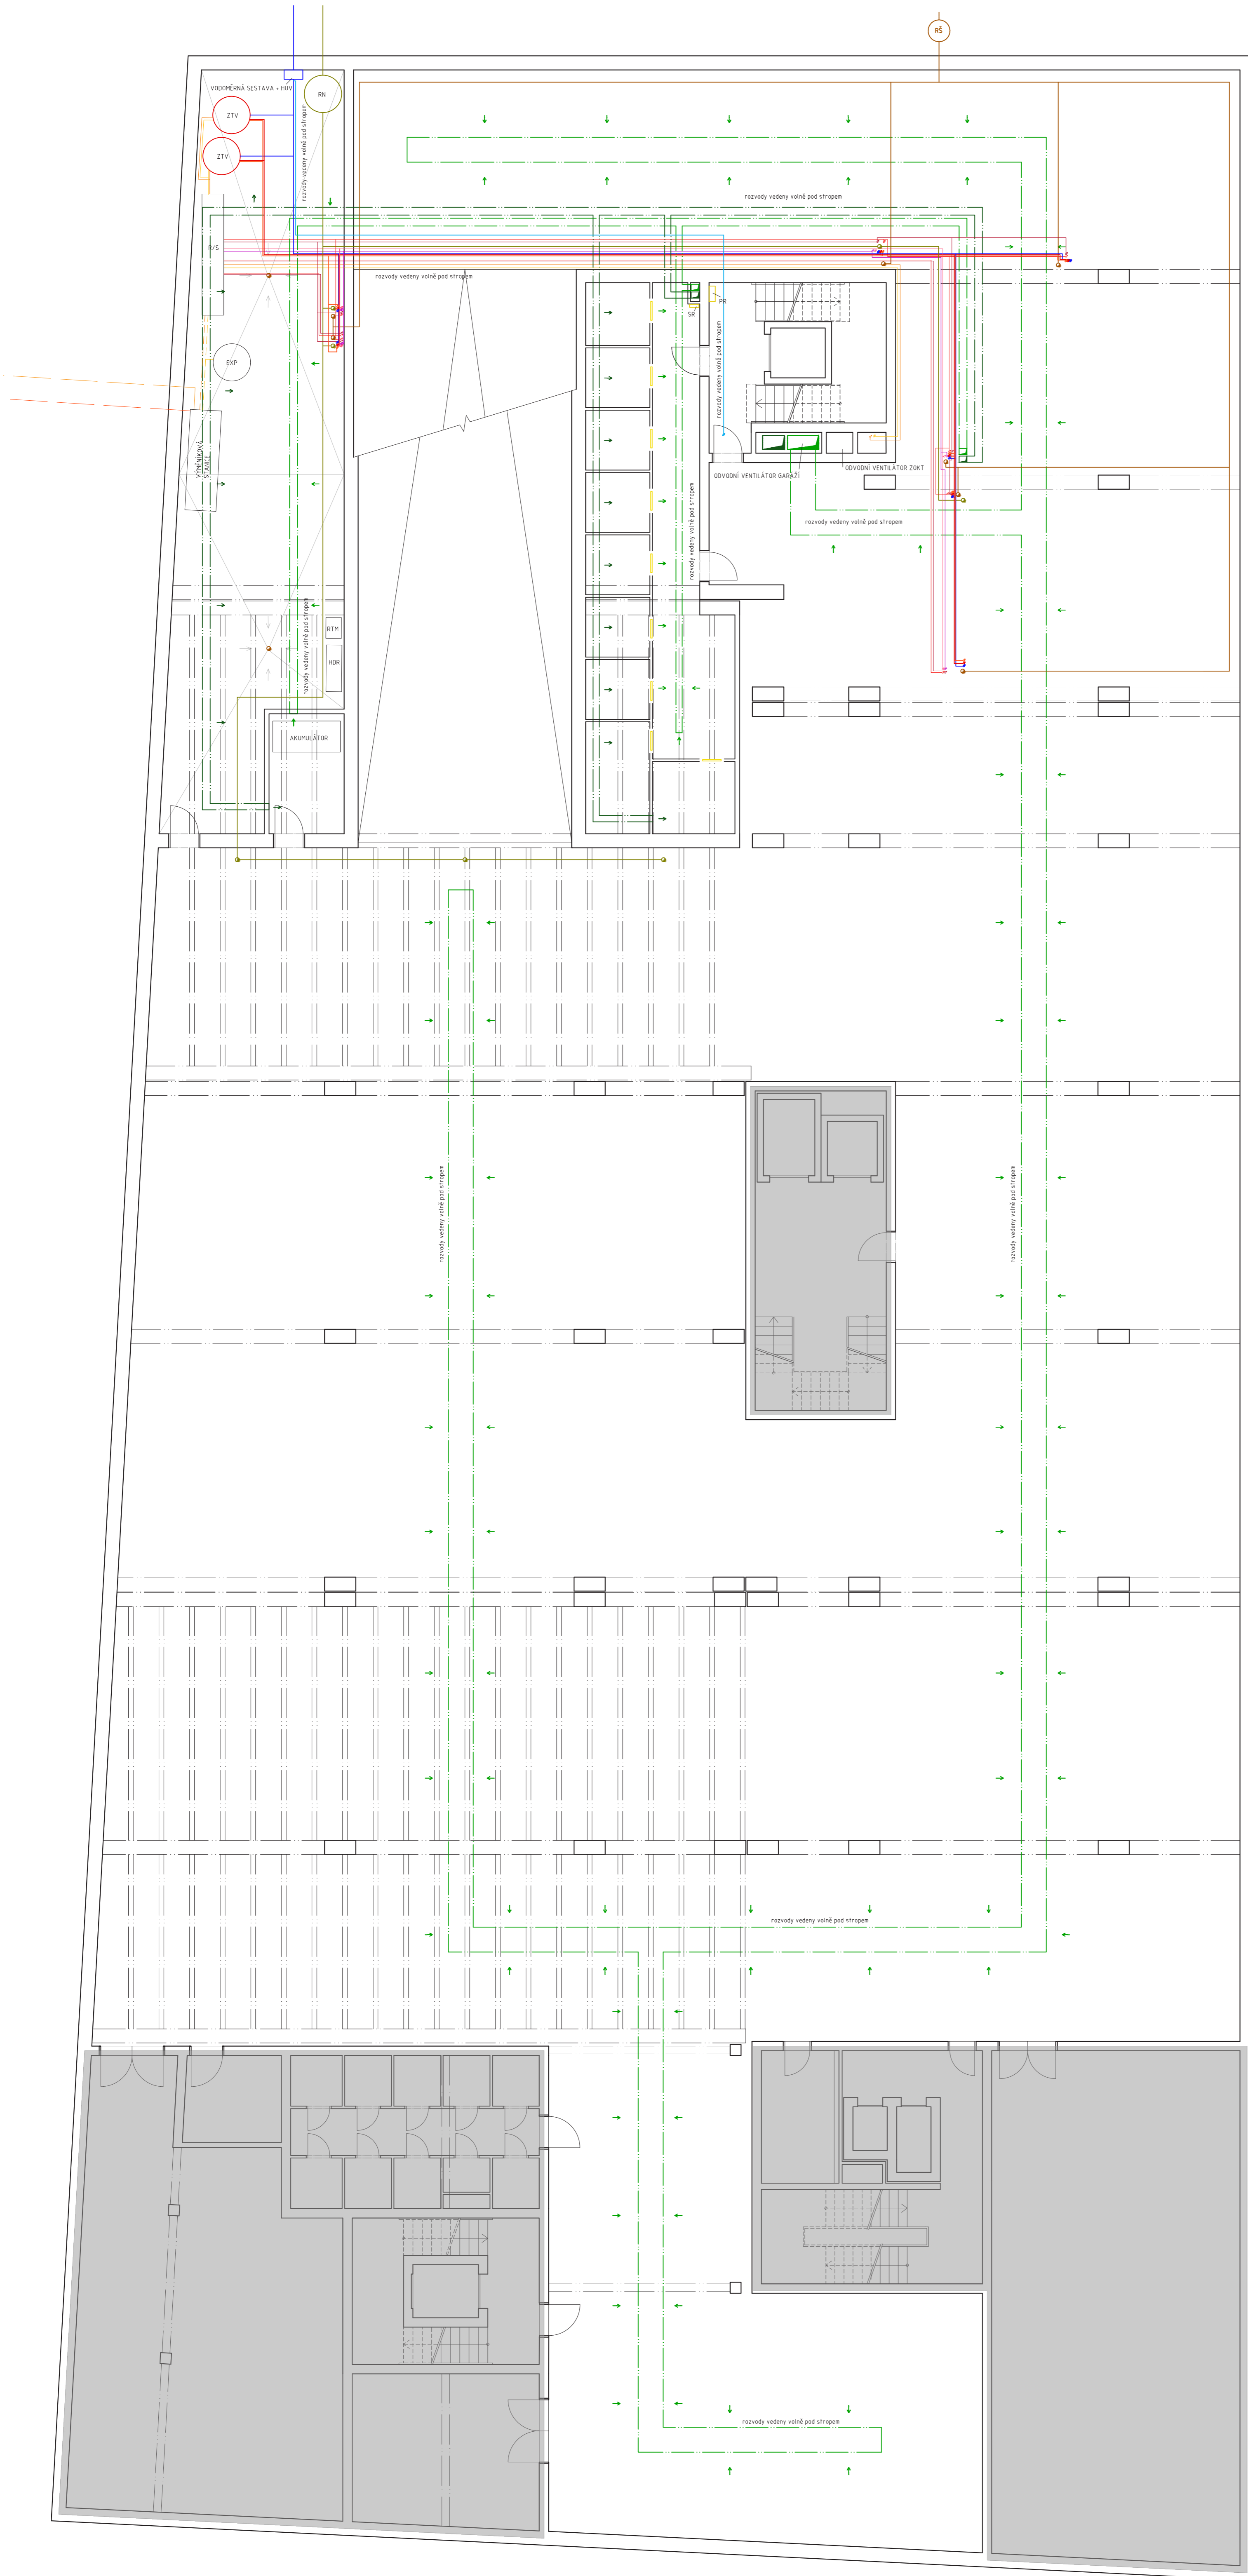 RŠ
VODOMĚRNÁ SESTAVA + HUV
RN
ZTV
ZTV
rozvody vedeny volně pod stropem
rozvody vedeny volně pod stropem
R/S
rozvody vedeny volně pod stropem
PR
SR
rozvody vedeny volně pod stropem
EXP
VÝMĚNÍKOVÁ
STANICE
ODVODNÍ VENTILÁTOR ZOKT
ODVODNÍ VENTILÁTOR GARÁŽÍ
rozvody vedeny volně pod stropem
rozvody vedeny volně pod stropem
rozvody vedeny volně pod stropem
RTM
HDR
AKUMULÁTOR
rozvody vedeny volně pod stropem
rozvody vedeny volně pod stropem
rozvody vedeny volně pod stropem
rozvody vedeny volně pod stropem